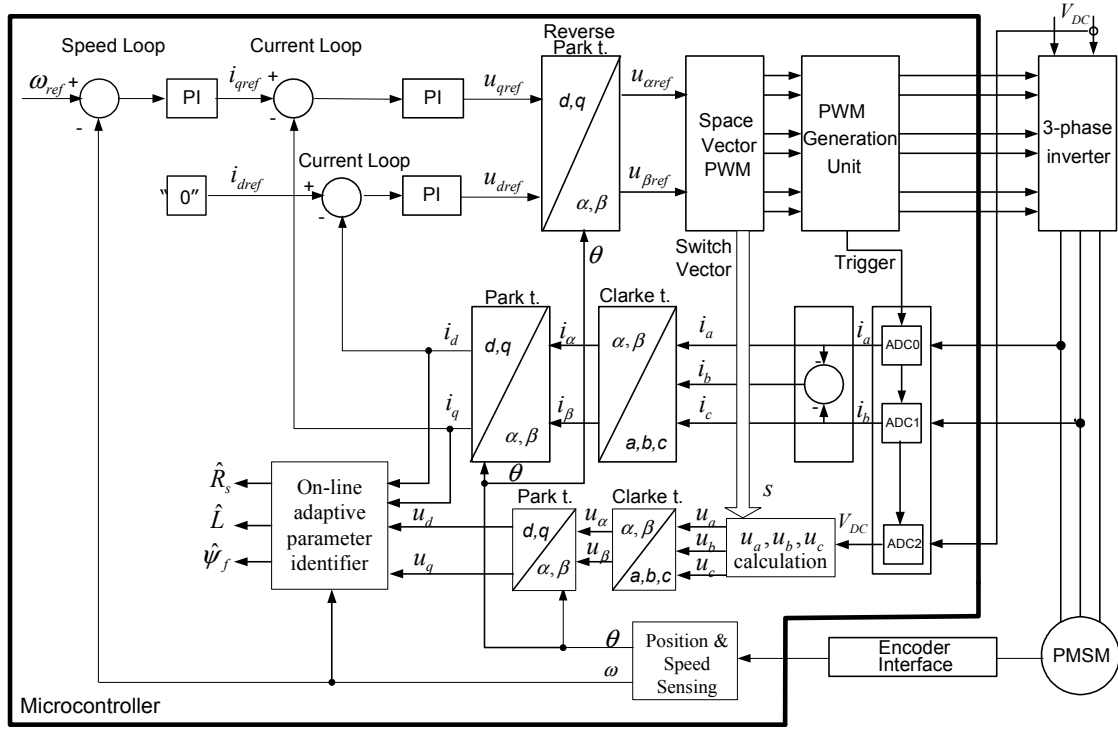 Speed Loop
Current Loop
Reverse
Park t.
V_DC
ω_ref
+
-
PI
i_qref
+
-
PI
u_qref
d,q
α,β
u_αref
u_βref
Space
Vector
PWM
PWM
Generation
Unit
3-phase
inverter
Current Loop
"0"
i_dref
+
-
PI
u_dref
θ
Switch
Vector
Trigger
Park t.
Clarke t.
i_d
i_q
d,q
α,β
i_α
i_β
α,β
a,b,c
i_a
i_b
i_c
-
-
i_a
i_b
ADC0
ADC1
ADC2
θ
R̂_s
L̂
ψ̂_f
On-line
adaptive
parameter
identifier
u_d
u_q
Park t.
Clarke t.
d,q
α,β
u_α
u_β
α,β
a,b,c
u_a
u_b
u_c
s
u_a,u_b,u_c
calculation
V_DC
θ
ω
Position &
Speed
Sensing
Encoder
Interface
PMSM
Microcontroller